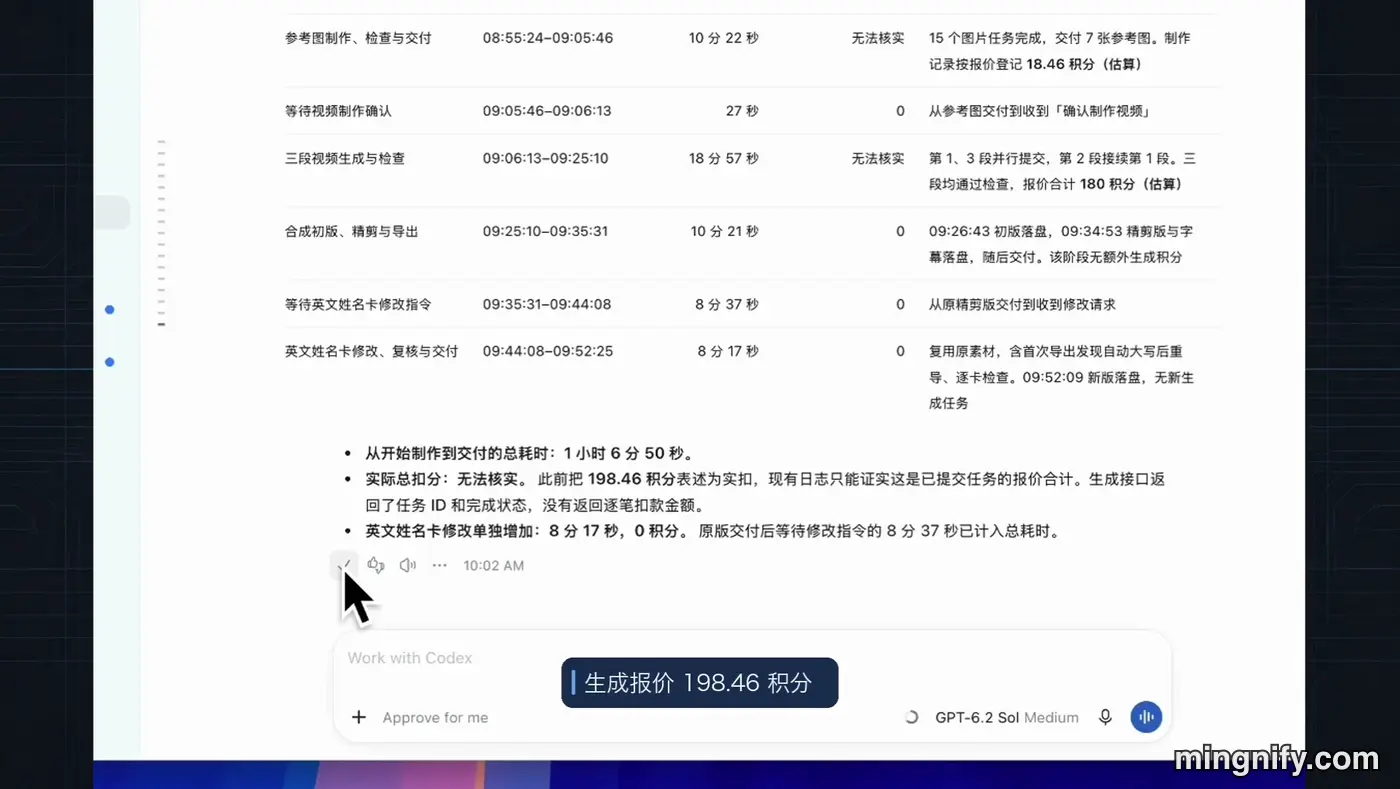 参考图制作、检查与交付 08:55:24–09:05:46 10 分 22 秒 无法核实 15 个图片任务完成，交付 7 张参考图。制作
记录按报价登记 18.46 积分（估算）
等待视频制作确认 09:05:46–09:06:13 27 秒 0 从参考图交付到收到「确认制作视频」
三段视频生成与检查 09:06:13–09:25:10 18 分 57 秒 无法核实 第 1、3 段并行提交，第 2 段接续第 1 段。三
段均通过检查，报价合计 180 积分（估算）
合成初版、精剪与导出 09:25:10–09:35:31 10 分 21 秒 0 09:26:43 初版落盘，09:34:53 精剪版与字
幕落盘，随后交付。该阶段无额外生成积分
等待英文姓名卡修改指令 09:35:31–09:44:08 8 分 37 秒 0 从原精剪版交付到收到修改请求
英文姓名卡修改、复核与交付 09:44:08–09:52:25 8 分 17 秒 0 复用原素材，含首次导出发现自动大写后重
导、逐卡检查。09:52:09 新版落盘，无新生
成任务
• 从开始制作到交付的总耗时：1 小时 6 分 50 秒。
• 实际总扣分：无法核实。 此前把 198.46 积分表述为实扣，现有日志只能证实这是已提交任务的报价合计。生成接口返
回了任务 ID 和完成状态，没有返回逐笔扣款金额。
• 英文姓名卡修改单独增加：8 分 17 秒，0 积分。 原版交付后等待修改指令的 8 分 37 秒已计入总耗时。
10:02 AM
Work with Codex
生成报价 198.46 积分
Approve for me GPT-6.2 Sol Medium
mingnify.com